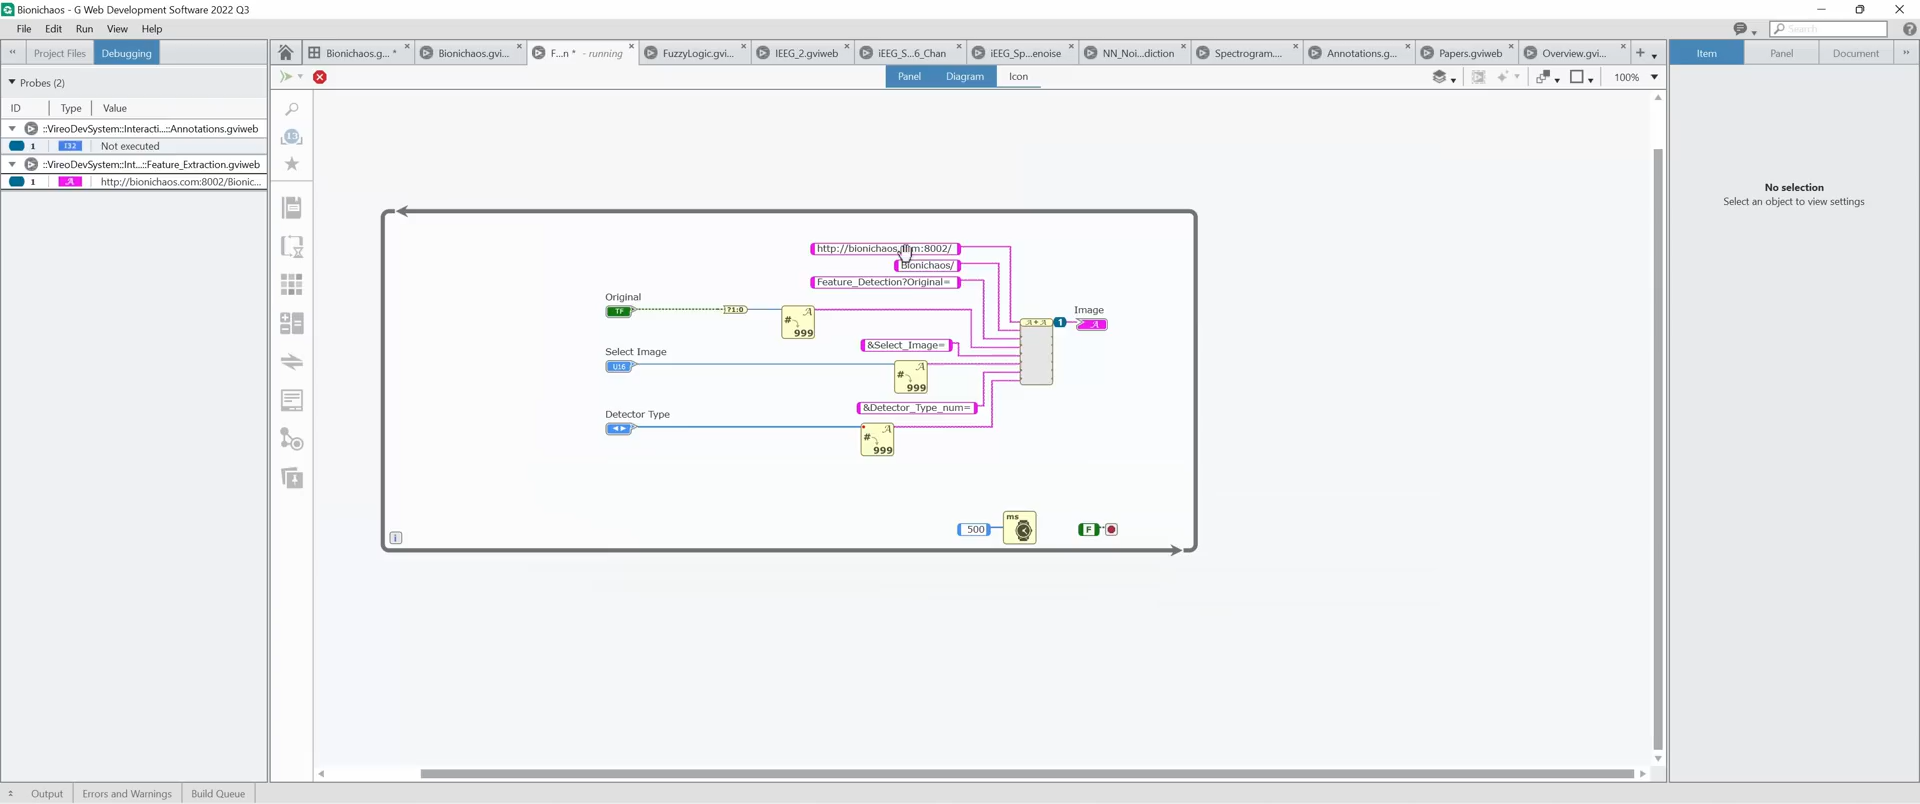 Bionichaos - G Web Development Software 2022 Q3
File Edit Run View Help
Search
Project Files Debugging
Bionichaos.g... *
Bionichaos.gvi...
F...n * - running
FuzzyLogic.gvi...
IEEG_2.gviweb
iEEG_S...6_Chan
iEEG_Sp...enoise
NN_Noi...diction
Spectrogram....
Annotations.g...
Papers.gviweb
Overview.gvi...
Item Panel Document
Panel Diagram Icon
100%
Probes (2)
ID Type Value
::VireoDevSystem::Interacti...::Annotations.gviweb
1 I32 Not executed
::VireoDevSystem::Int...::Feature_Extraction.gviweb
1 http://bionichaos.com:8002/Bionic...
No selection
Select an object to view settings
:8002/
Bionichaos/
Feature_Detection?Original=
Original
TF
?1:0
# A
999
Image
A+A 1 A
&Select_Image=
Select Image
U16
# A
999
&Detector_Type_num=
Detector Type
# A
999
500
ms
F
i
Output Errors and Warnings Build Queue